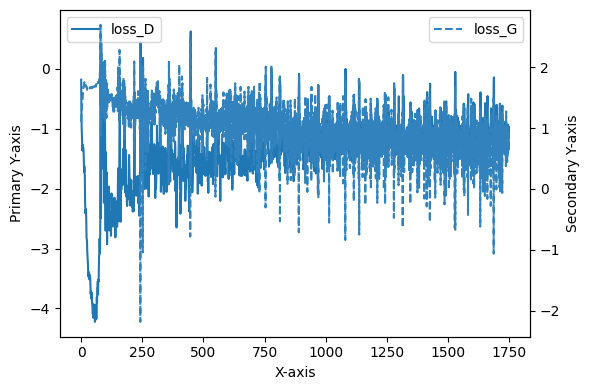 loss_D
loss_G
0
−1
−2
−3
−4
Primary Y-axis
2
1
0
−1
−2
Secondary Y-axis
0 250 500 750 1000 1250 1500 1750
X-axis